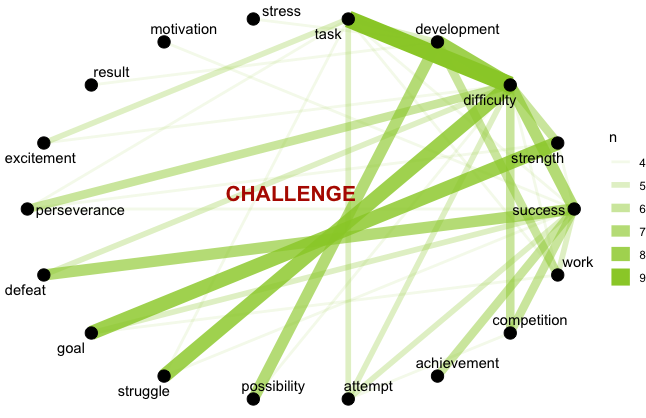 stress
task
development
motivation
difficulty
result
strength
excitement
n
4
5
6
7
8
9
CHALLENGE
perseverance
success
defeat
work
goal
competition
struggle
achievement
possibility
attempt